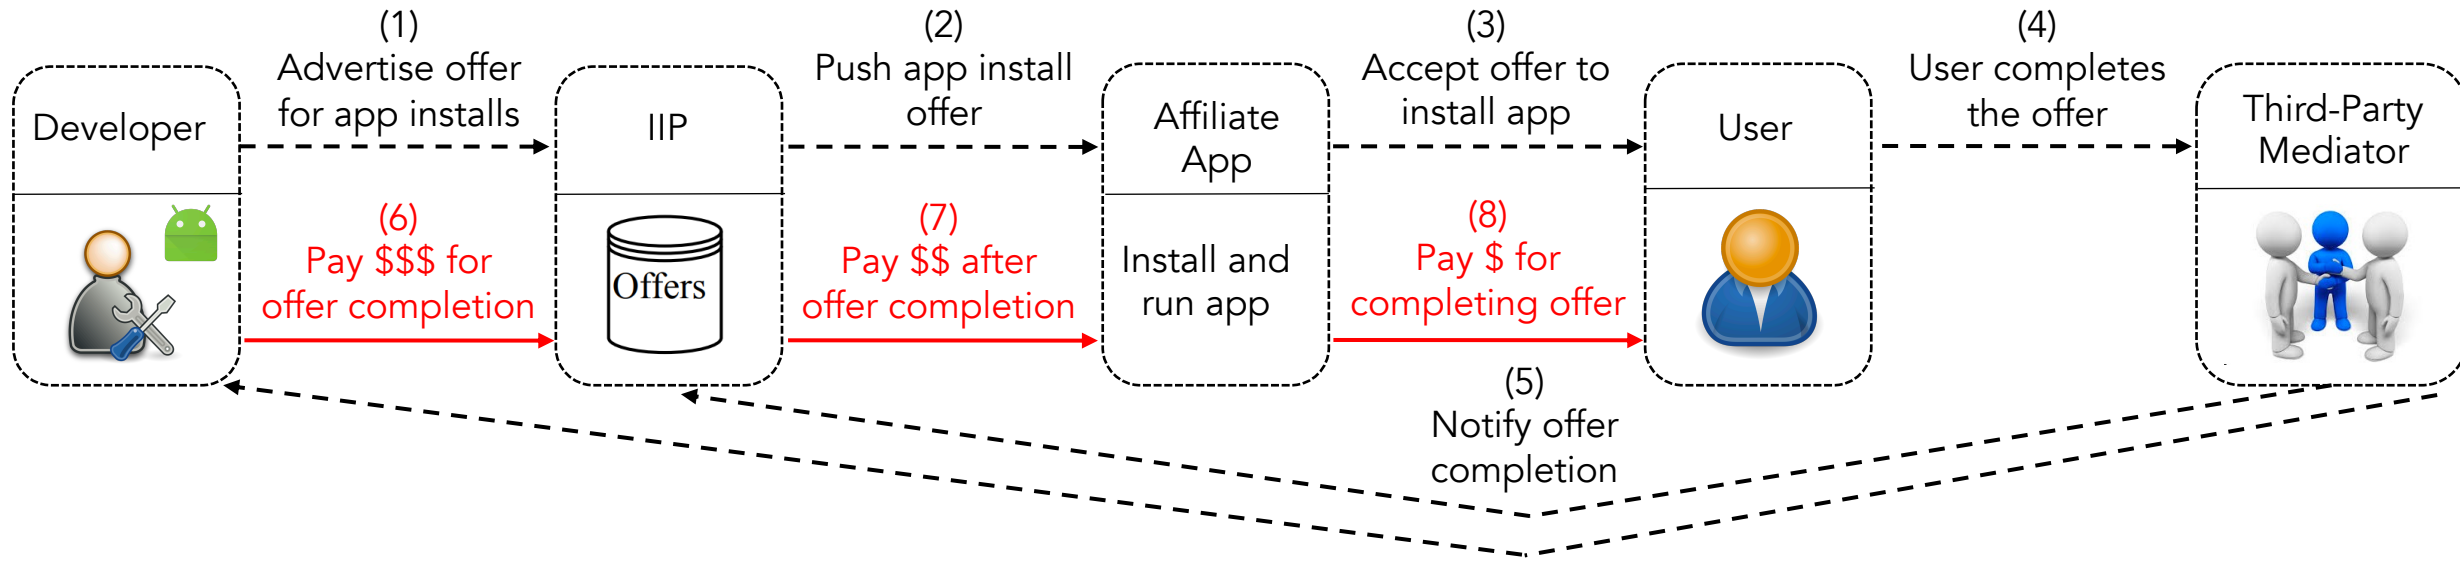 (1)
Advertise offer
for app installs
(2)
Push app install
offer
(3)
Accept offer to
install app
(4)
User completes
the offer
Developer
IIP
Affiliate
App
User
Third-Party
Mediator
(6)
Pay $$$ for
offer completion
Offers
(7)
Pay $$ after
offer completion
Install and
run app
(8)
Pay $ for
completing offer
(5)
Notify offer
completion